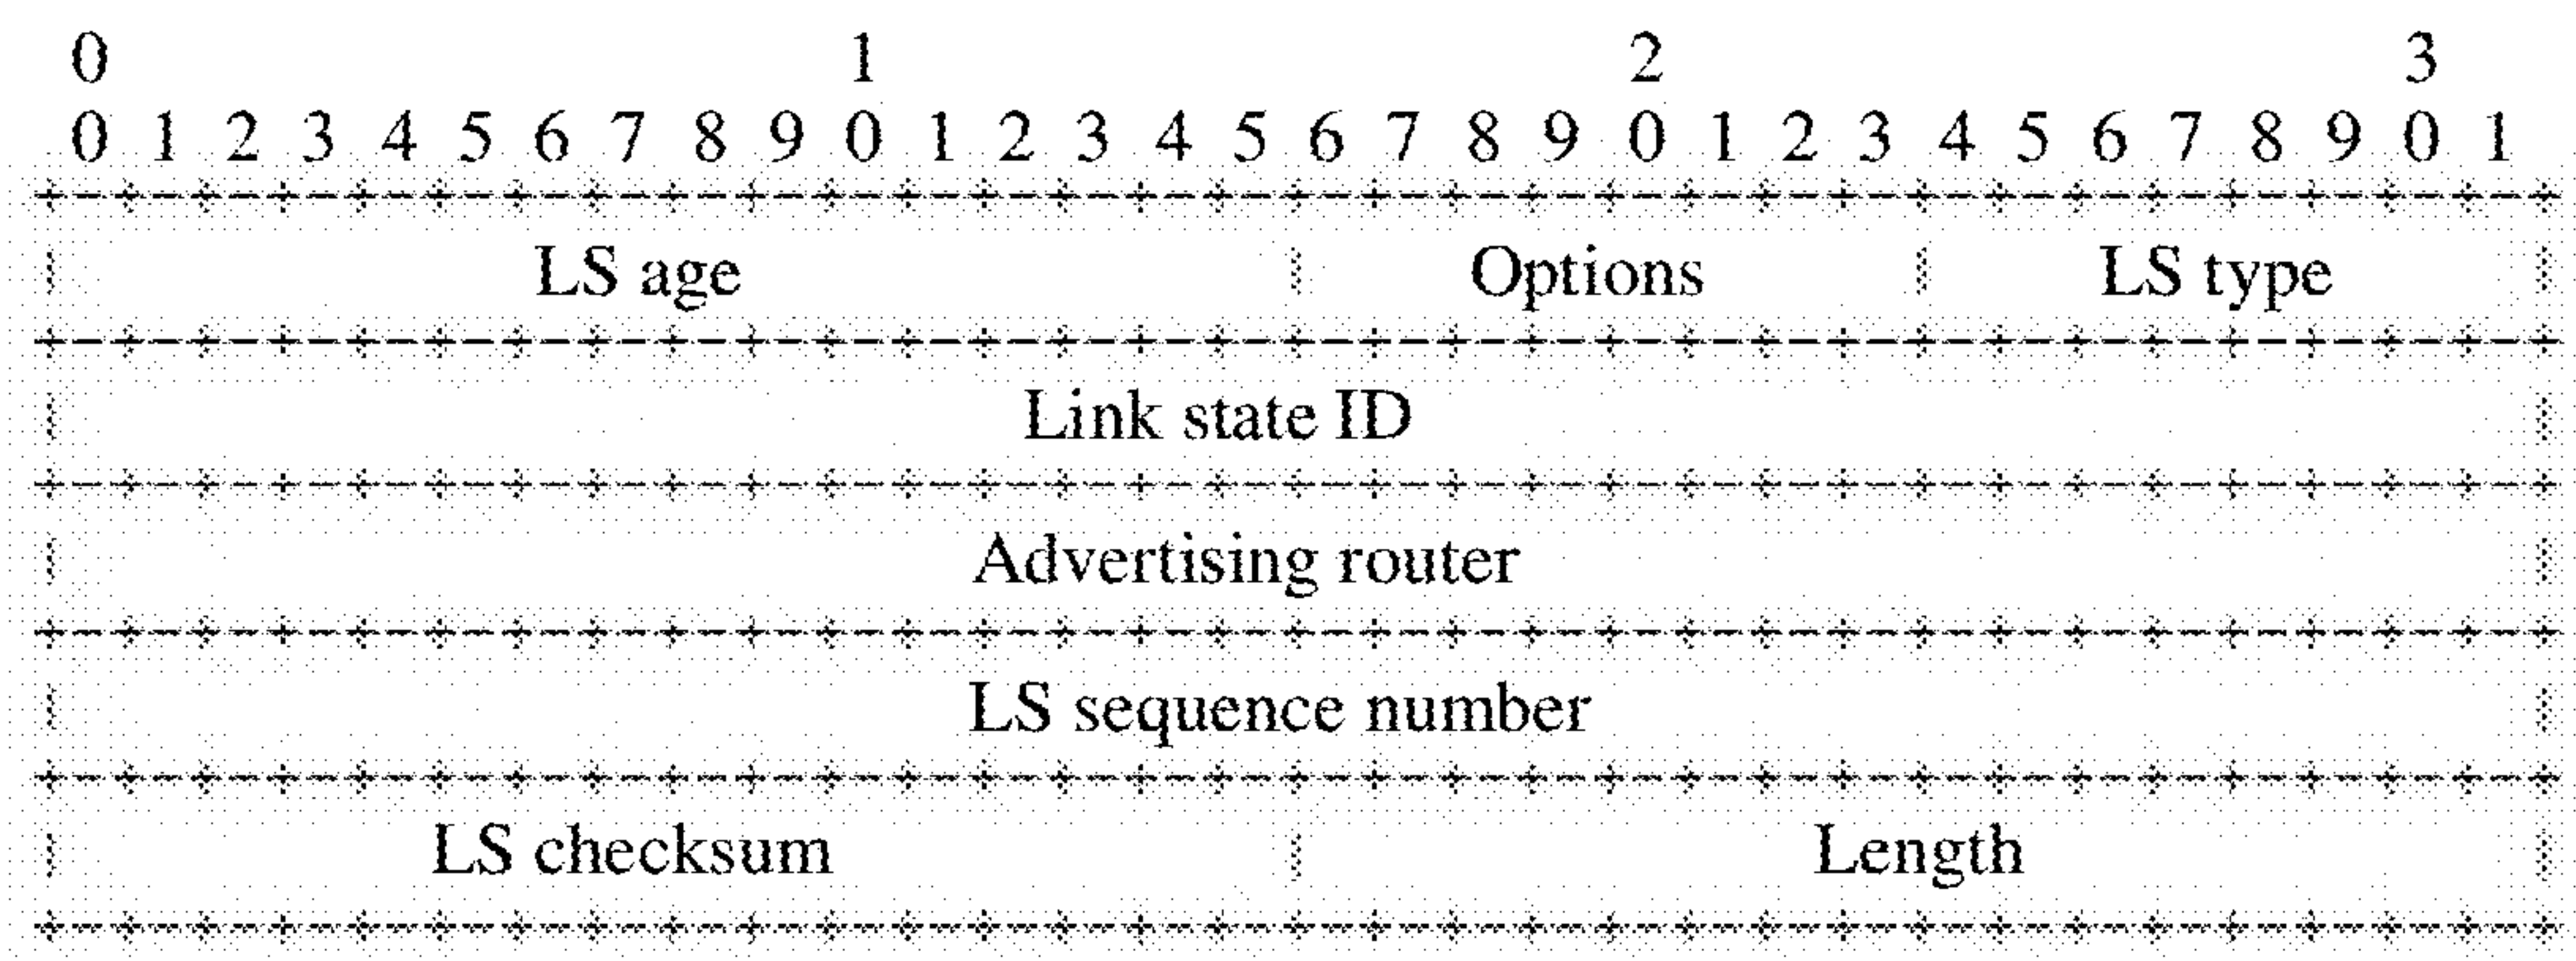 0 1 2 3
0 1 2 3 4 5 6 7 8 9 0 1 2 3 4 5 6 7 8 9 0 1 2 3 4 5 6 7 8 9 0 1
LS age Options LS type
Link state ID
Advertising router
LS sequence number
LS checksum Length